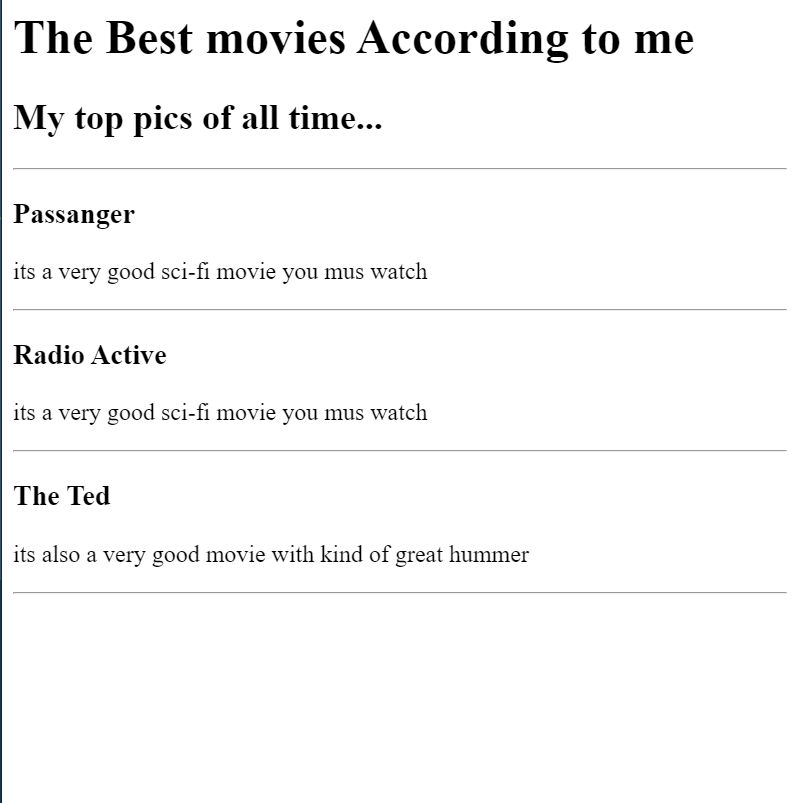 The Best movies According to me
My top pics of all time...
Passanger
its a very good sci-fi movie you mus watch
Radio Active
its a very good sci-fi movie you mus watch
The Ted
its also a very good movie with kind of great hummer